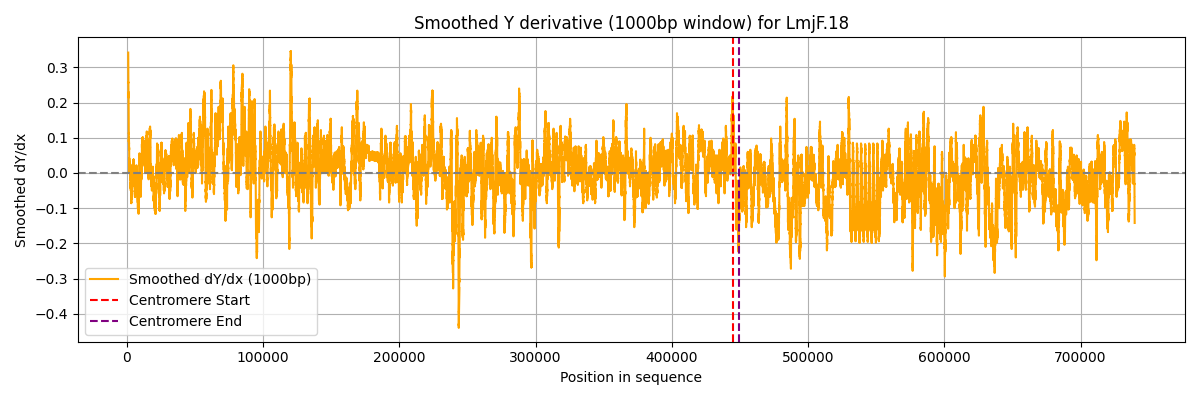 Smoothed Y derivative (1000bp window) for LmjF.18
Smoothed dY/dx
0.3
0.2
0.1
0.0
−0.1
−0.2
−0.3
−0.4
Smoothed dY/dx (1000bp)
Centromere Start
Centromere End
0 100000 200000 300000 400000 500000 600000 700000
Position in sequence